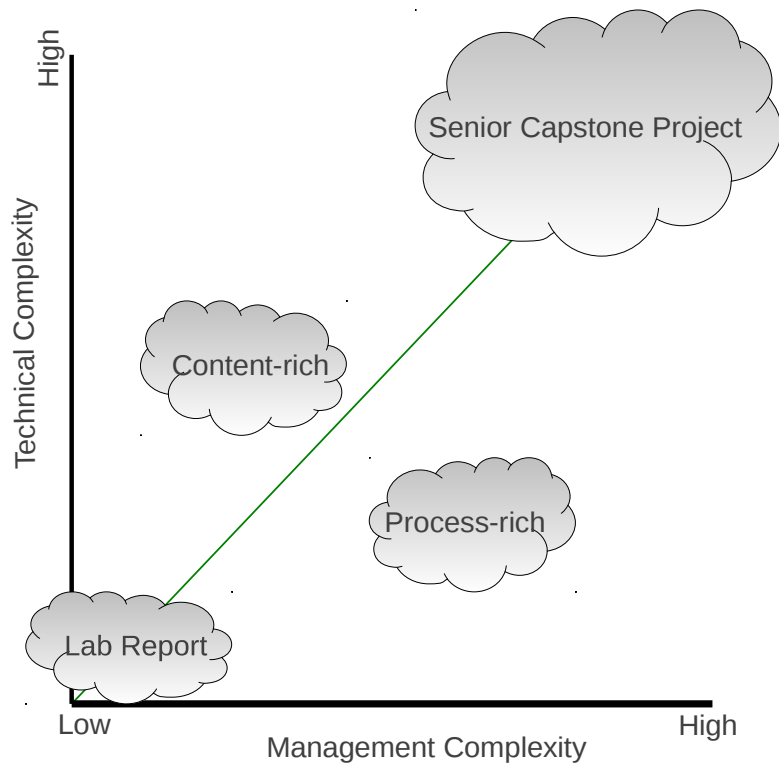 High
Senior Capstone Project
Technical Complexity
Content-rich
Process-rich
Lab Report
Low
High
Management Complexity